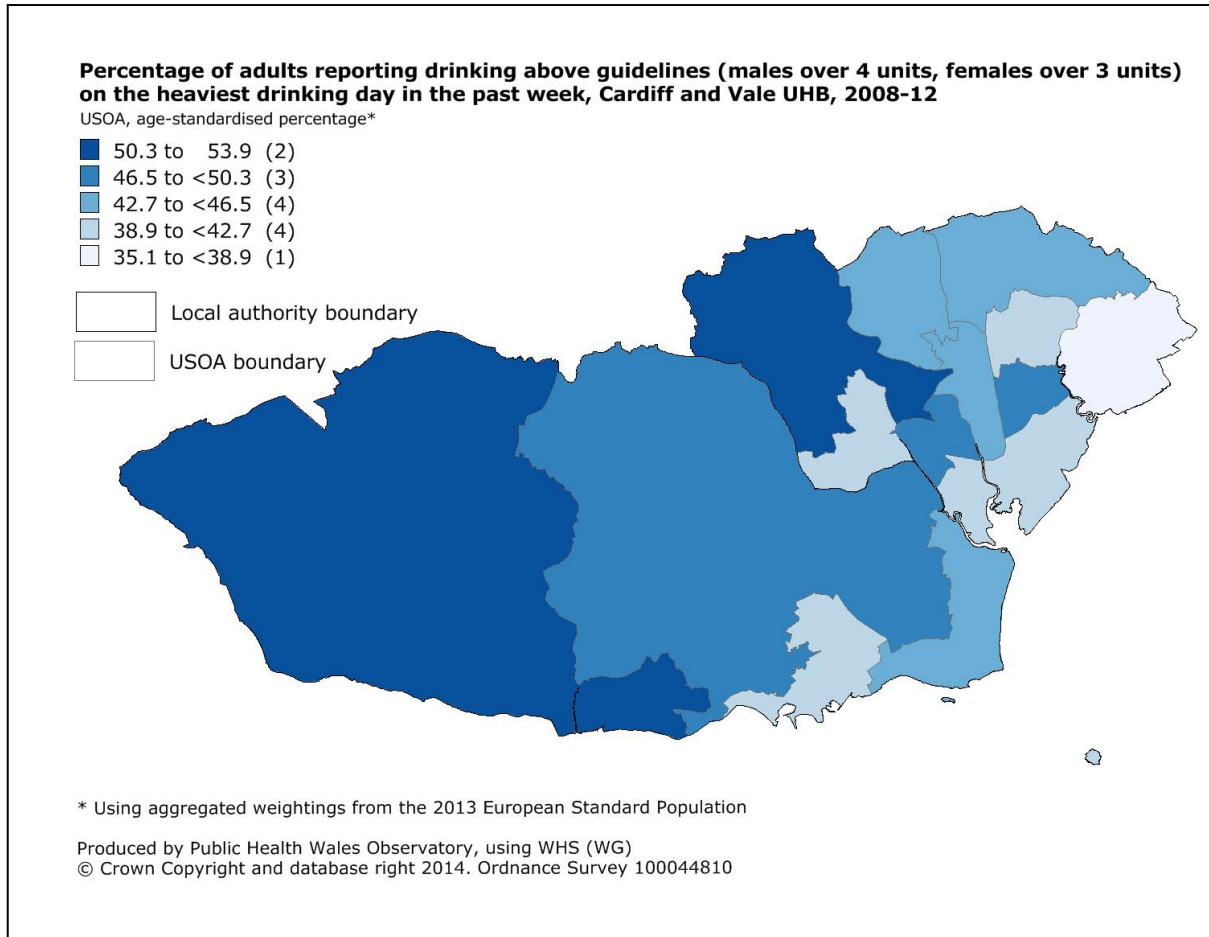 Percentage of adults reporting drinking above guidelines (males over 4 units, females over 3 units)
on the heaviest drinking day in the past week, Cardiff and Vale UHB, 2008-12
USOA, age-standardised percentage*
50.3 to 53.9 (2)
46.5 to <50.3 (3)
42.7 to <46.5 (4)
38.9 to <42.7 (4)
35.1 to <38.9 (1)
Local authority boundary
USOA boundary
* Using aggregated weightings from the 2013 European Standard Population
Produced by Public Health Wales Observatory, using WHS (WG)
© Crown Copyright and database right 2014. Ordnance Survey 100044810